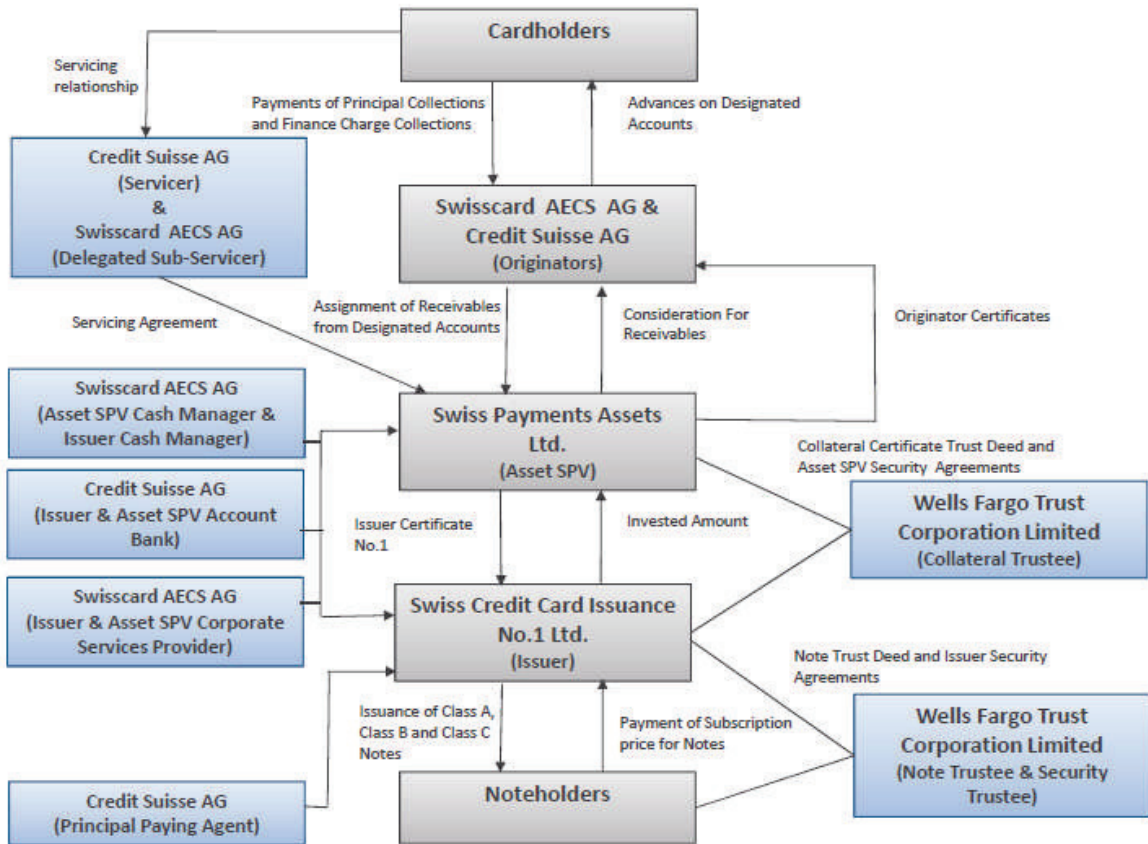 Cardholders
Servicing
relationship
Payments of Principal Collections
and Finance Charge Collections
Advances on Designated
Accounts
Credit Suisse AG
(Servicer)
&
Swisscard AECS AG
(Delegated Sub-Servicer)
Swisscard AECS AG &
Credit Suisse AG
(Originators)
Servicing Agreement
Assignment of Receivables
from Designated Accounts
Consideration For
Receivables
Originator Certificates
Swisscard AECS AG
(Asset SPV Cash Manager &
Issuer Cash Manager)
Swiss Payments Assets
Ltd.
(Asset SPV)
Collateral Certificate Trust Deed and
Asset SPV Security Agreements
Credit Suisse AG
(Issuer & Asset SPV Account
Bank)
Issuer Certificate
No.1
Invested Amount
Wells Fargo Trust
Corporation Limited
(Collateral Trustee)
Swisscard AECS AG
(Issuer & Asset SPV Corporate
Services Provider)
Swiss Credit Card Issuance
No.1 Ltd.
(Issuer)
Note Trust Deed and Issuer Security
Agreements
Issuance of Class A,
Class B and Class C
Notes
Payment of Subscription
price for Notes
Wells Fargo Trust
Corporation Limited
(Note Trustee & Security
Trustee)
Credit Suisse AG
(Principal Paying Agent)
Noteholders